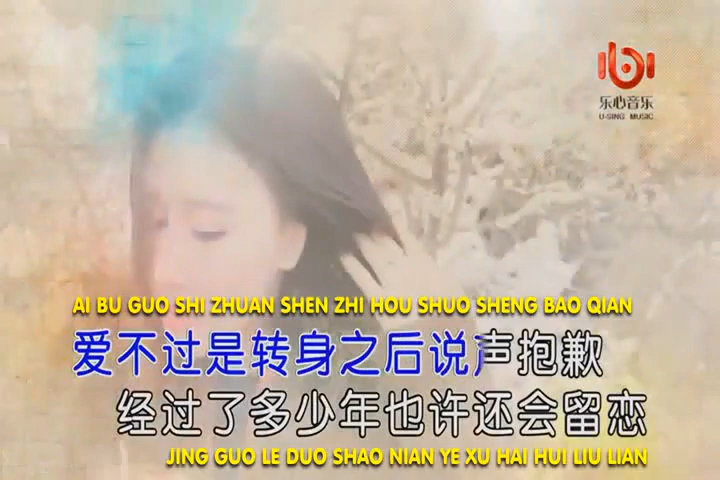 乐心音乐
U-SING MUSIC
AI BU GUO SHI ZHUAN SHEN ZHI HOU SHUO SHENG BAO QIAN
爱不过是转身之后说声抱歉
经过了多少年也许还会留恋
JING GUO LE DUO SHAO NIAN YE XU HAI HUI LIU LIAN